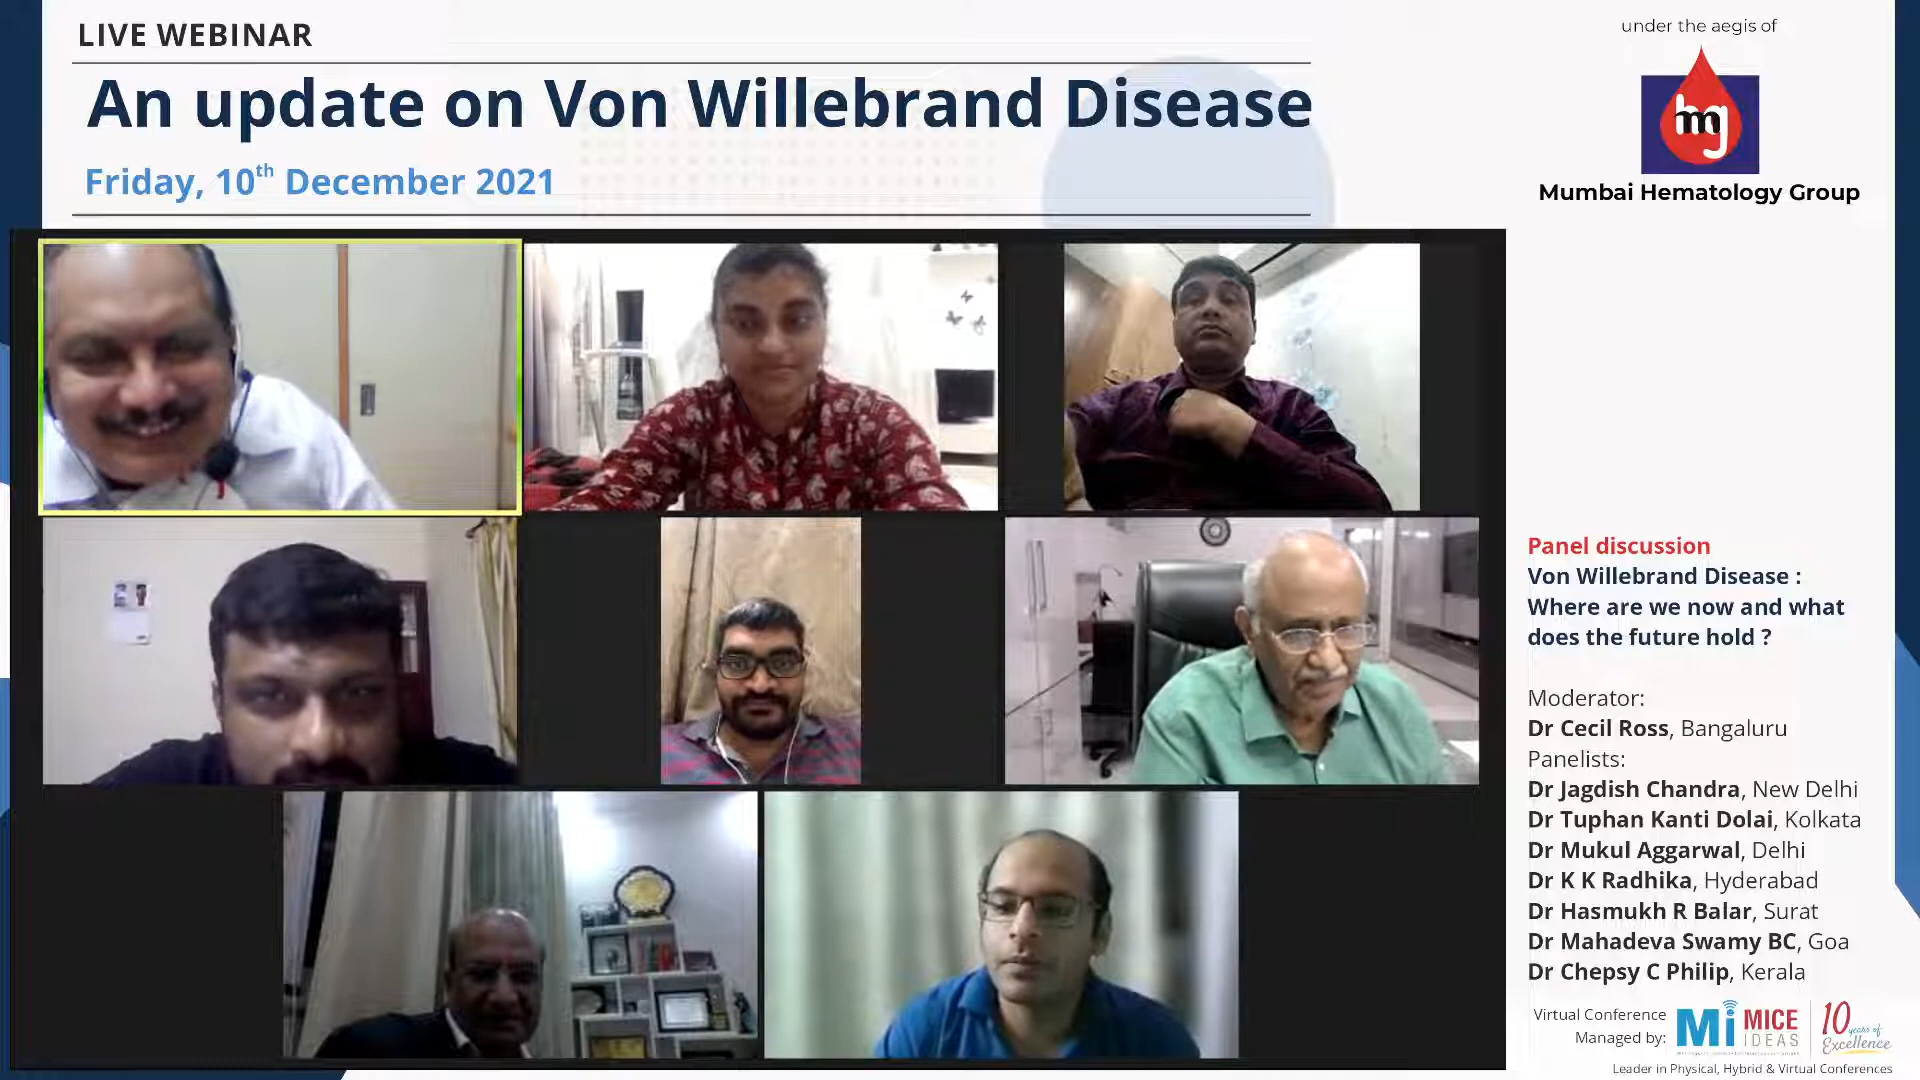 LIVE WEBINAR
An update on Von Willebrand Disease
Friday, 10th December 2021
under the aegis of
hmg
Mumbai Hematology Group
Panel discussion
Von Willebrand Disease :
Where are we now and what
does the future hold ?
Moderator:
Dr Cecil Ross, Bangaluru
Panelists:
Dr Jagdish Chandra, New Delhi
Dr Tuphan Kanti Dolai, Kolkata
Dr Mukul Aggarwal, Delhi
Dr K K Radhika, Hyderabad
Dr Hasmukh R Balar, Surat
Dr Mahadeva Swamy BC, Goa
Dr Chepsy C Philip, Kerala
Virtual Conference
Managed by:
Mi MICE IDEAS
10 years of Excellence
Leader in Physical, Hybrid & Virtual Conferences